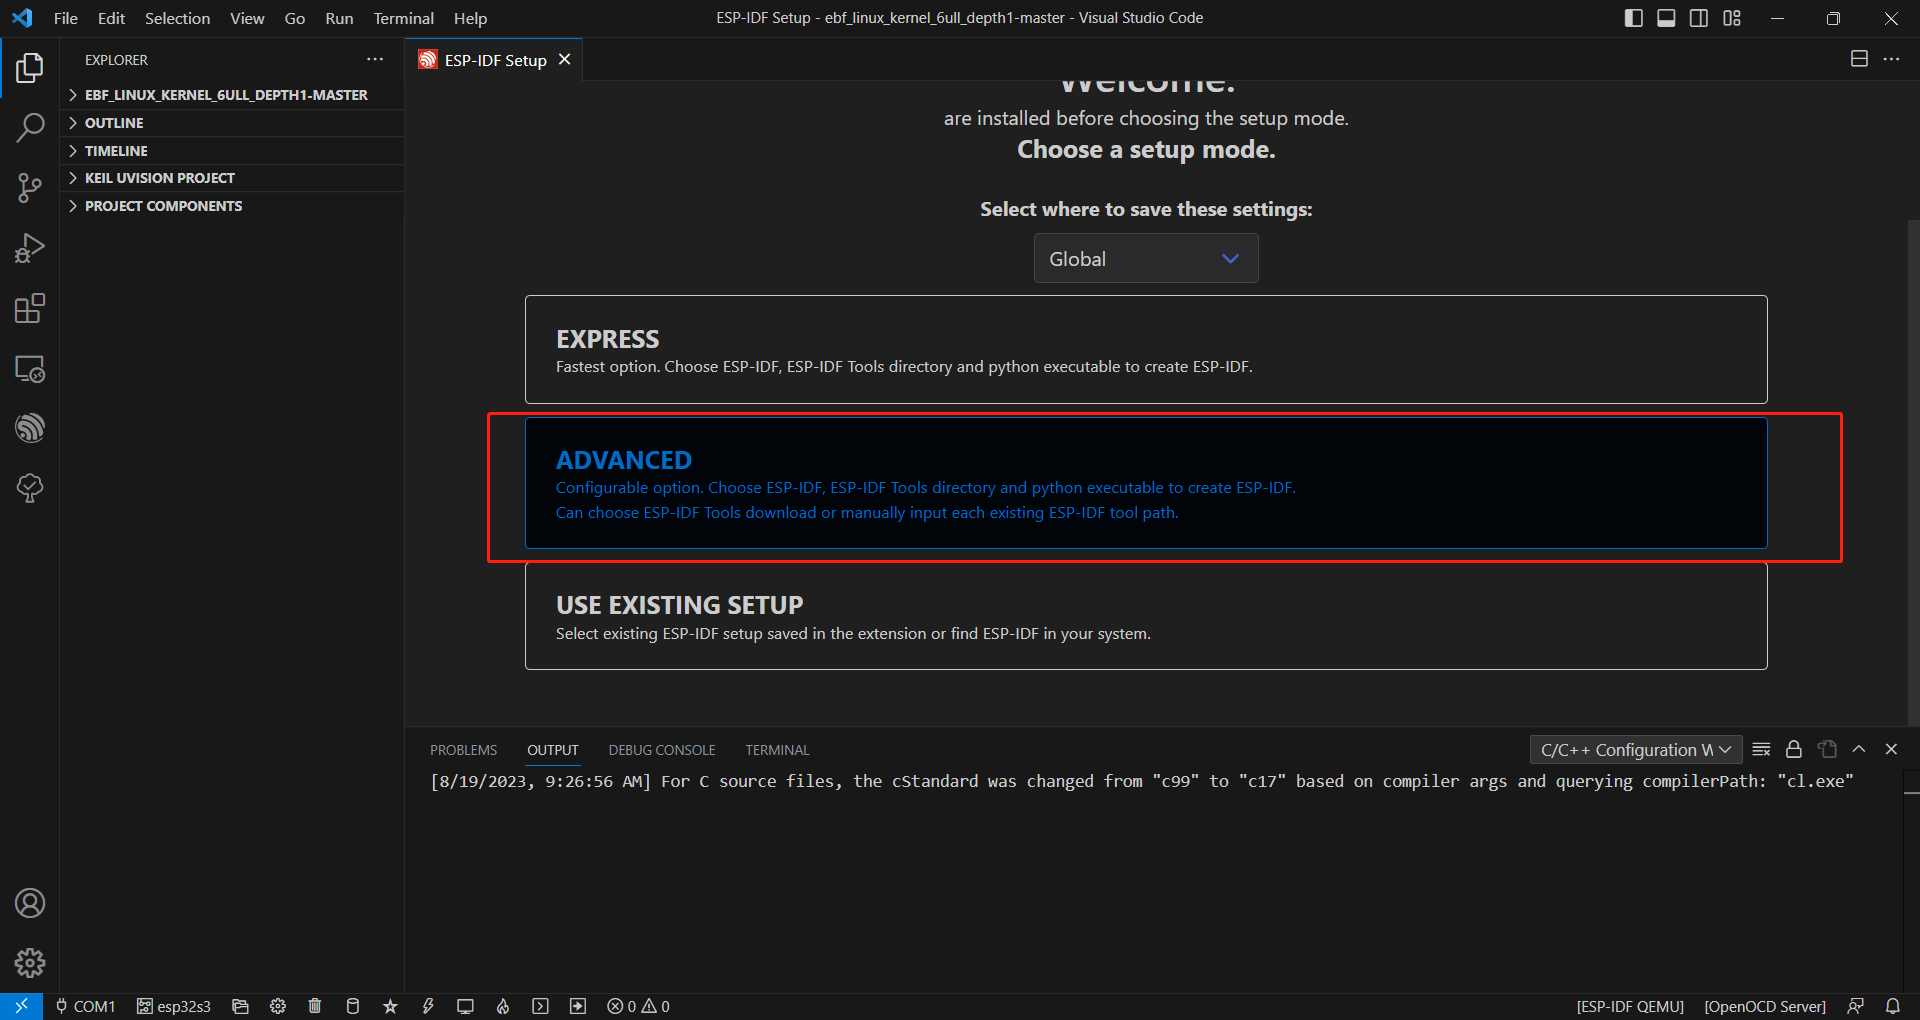 File Edit Selection View Go Run Terminal Help
ESP-IDF Setup - ebf_linux_kernel_6ull_depth1-master - Visual Studio Code
EXPLORER
EBF_LINUX_KERNEL_6ULL_DEPTH1-MASTER
OUTLINE
TIMELINE
KEIL UVISION PROJECT
PROJECT COMPONENTS
ESP-IDF Setup
Welcome.
are installed before choosing the setup mode.
Choose a setup mode.
Select where to save these settings:
Global
EXPRESS
Fastest option. Choose ESP-IDF, ESP-IDF Tools directory and python executable to create ESP-IDF.
ADVANCED
Configurable option. Choose ESP-IDF, ESP-IDF Tools directory and python executable to create ESP-IDF.
Can choose ESP-IDF Tools download or manually input each existing ESP-IDF tool path.
USE EXISTING SETUP
Select existing ESP-IDF setup saved in the extension or find ESP-IDF in your system.
PROBLEMS OUTPUT DEBUG CONSOLE TERMINAL
C/C++ Configuration W
[8/19/2023, 9:26:56 AM] For C source files, the cStandard was changed from "c99" to "c17" based on compiler args and querying compilerPath: "cl.exe"
COM1 esp32s3 0 0 [ESP-IDF QEMU] [OpenOCD Server]